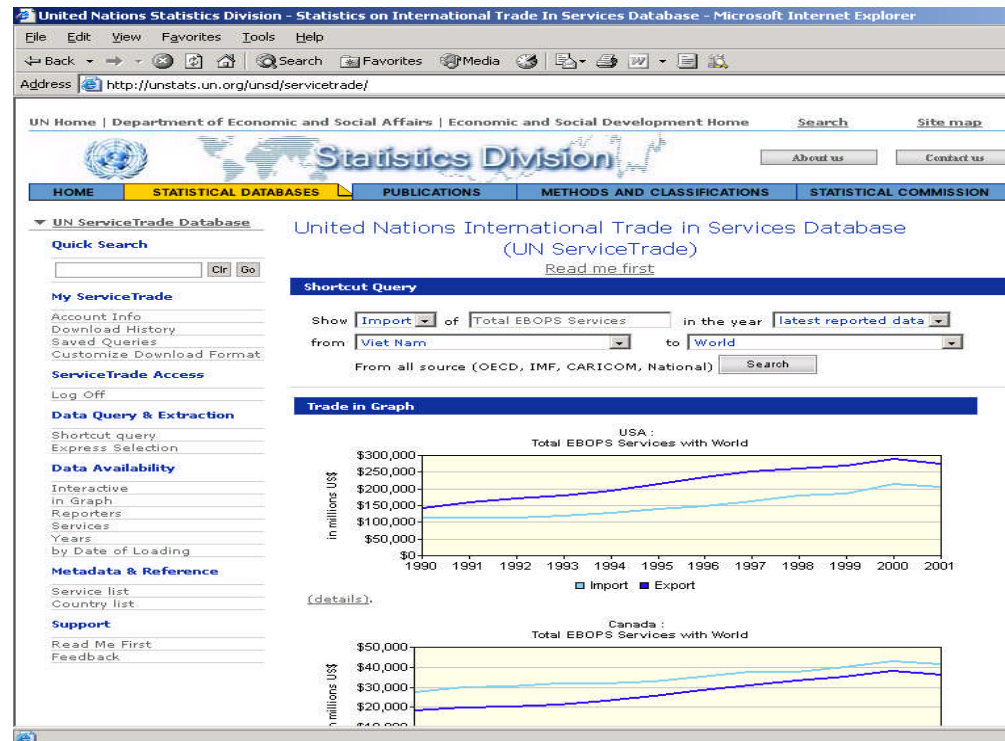 United Nations Statistics Division - Statistics on International Trade In Services Database - Microsoft Internet Explorer
File Edit View Favorites Tools Help
Back Search Favorites Media
Address http://unstats.un.org/unsd/servicetrade/
UN Home | Department of Economic and Social Affairs | Economic and Social Development Home Search Site map
Statistics Division About us Contact us
HOME STATISTICAL DATABASES PUBLICATIONS METHODS AND CLASSIFICATIONS STATISTICAL COMMISSION
UN ServiceTrade Database
Quick Search
Clr Go
My ServiceTrade
Account Info
Download History
Saved Queries
Customize Download Format
ServiceTrade Access
Log Off
Data Query & Extraction
Shortcut query
Express Selection
Data Availability
Interactive
in Graph
Reporters
Services
Years
by Date of Loading
Metadata & Reference
Service list
Country list
Support
Read Me First
Feedback
United Nations International Trade in Services Database
(UN ServiceTrade)
Read me first
Shortcut Query
Show Import of Total EBOPS Services in the year latest reported data
from Viet Nam to World
From all source (OECD, IMF, CARICOM, National) Search
Trade in Graph
USA :
Total EBOPS Services with World
in millions US$
$300,000
$250,000
$200,000
$150,000
$100,000
$50,000
$0
1990 1991 1992 1993 1994 1995 1996 1997 1998 1999 2000 2001
Import Export
(details).
Canada :
Total EBOPS Services with World
millions US$
$50,000
$40,000
$30,000
$20,000